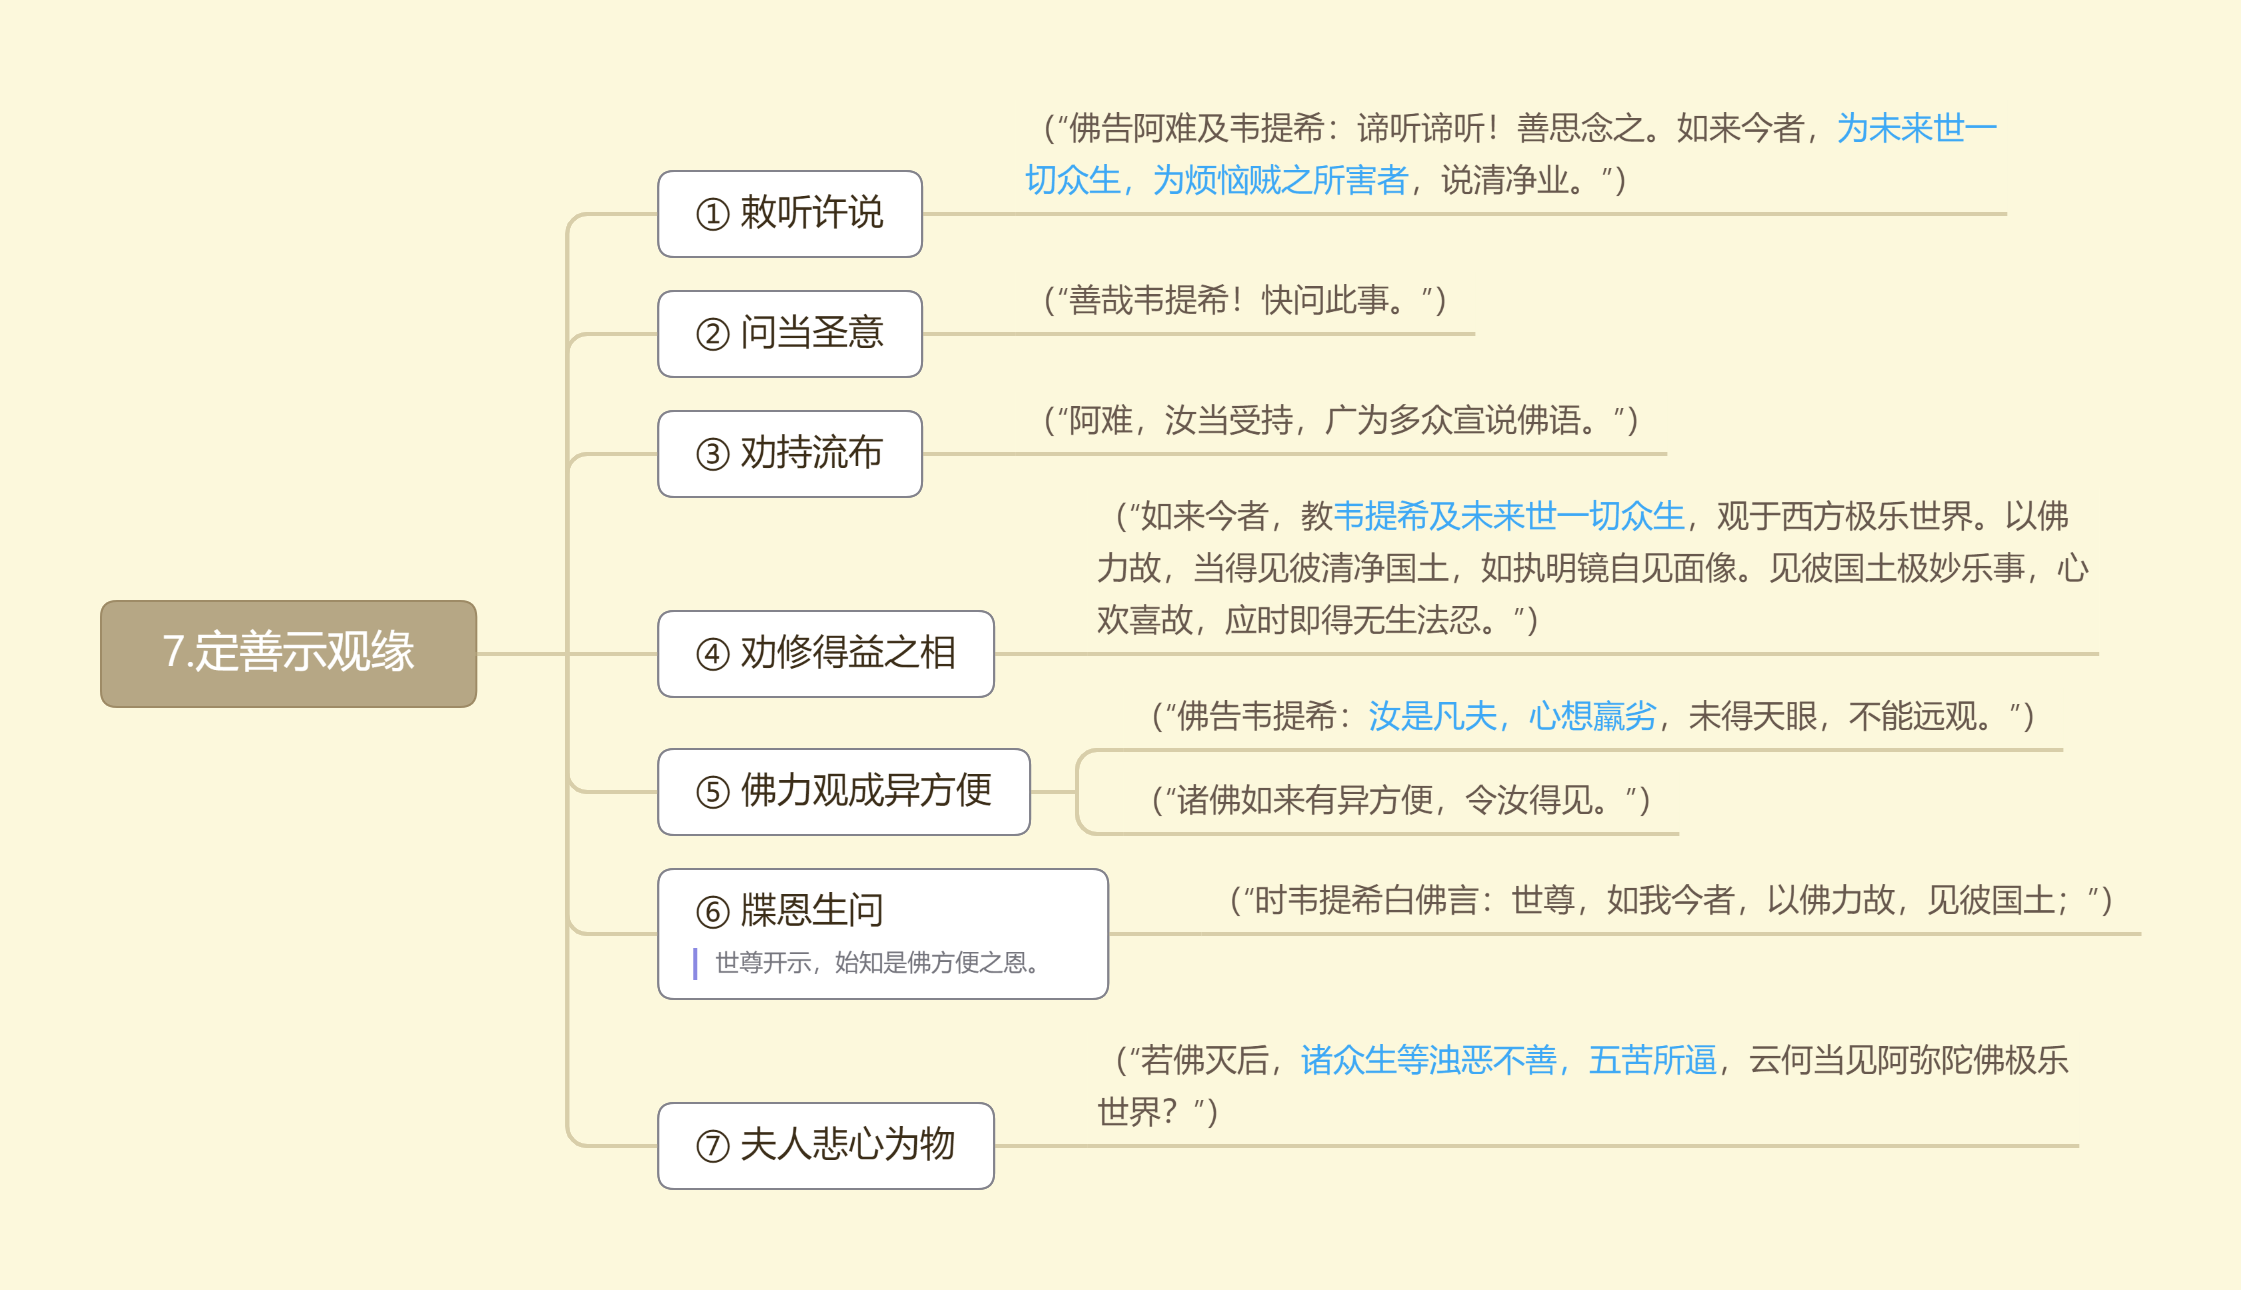 7.定善示观缘
① 敕听许说
（“佛告阿难及韦提希：谛听谛听！善思念之。如来今者，为未来世一
切众生，为烦恼贼之所害者，说清净业。”）
② 问当圣意
（“善哉韦提希！快问此事。”）
③ 劝持流布
（“阿难，汝当受持，广为多众宣说佛语。”）
④ 劝修得益之相
（“如来今者，教韦提希及未来世一切众生，观于西方极乐世界。以佛
力故，当得见彼清净国土，如执明镜自见面像。见彼国土极妙乐事，心
欢喜故，应时即得无生法忍。”）
⑤ 佛力观成异方便
（“佛告韦提希：汝是凡夫，心想羸劣，未得天眼，不能远观。”）
（“诸佛如来有异方便，令汝得见。”）
⑥ 牒恩生问
世尊开示，始知是佛方便之恩。
（“时韦提希白佛言：世尊，如我今者，以佛力故，见彼国土；”）
⑦ 夫人悲心为物
（“若佛灭后，诸众生等浊恶不善，五苦所逼，云何当见阿弥陀佛极乐
世界？”）